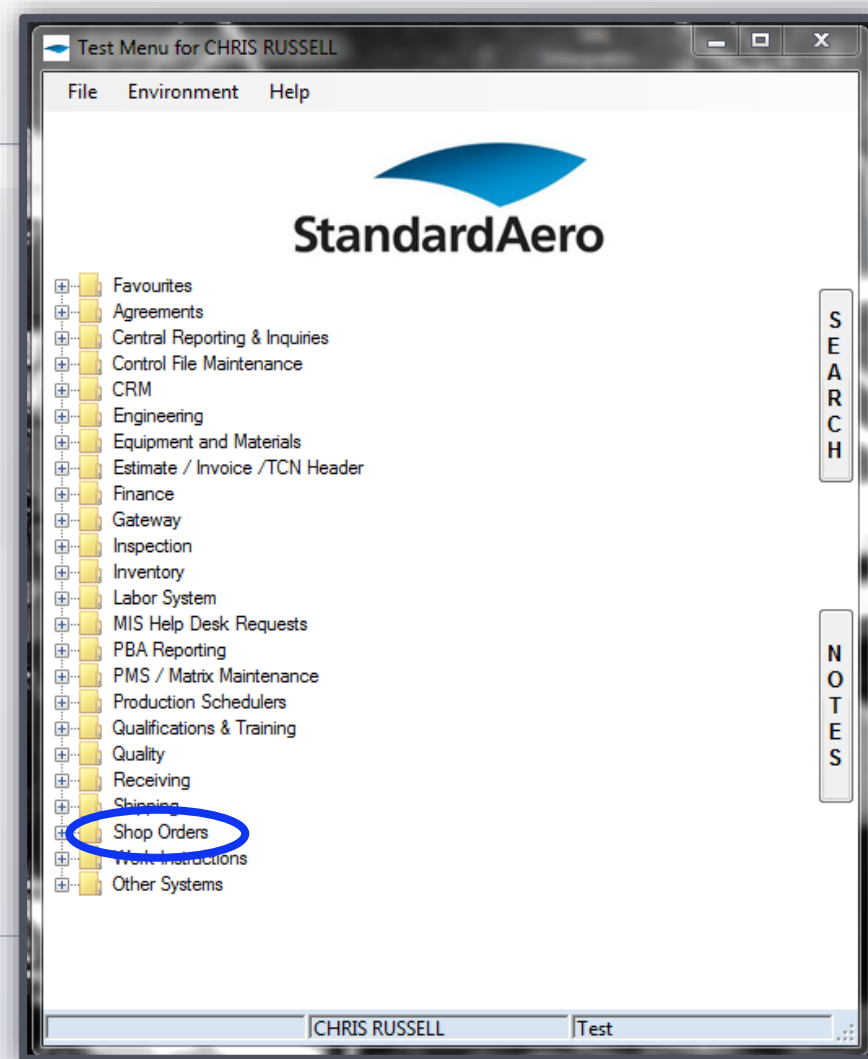 Test Menu for CHRIS RUSSELL
File Environment Help
StandardAero
Favourites
Agreements
Central Reporting & Inquiries
Control File Maintenance
CRM
Engineering
Equipment and Materials
Estimate / Invoice /TCN Header
Finance
Gateway
Inspection
Inventory
Labor System
MIS Help Desk Requests
PBA Reporting
PMS / Matrix Maintenance
Production Schedulers
Qualifications & Training
Quality
Receiving
Shipping
Shop Orders
Work Instructions
Other Systems
SEARCH
NOTES
CHRIS RUSSELL Test